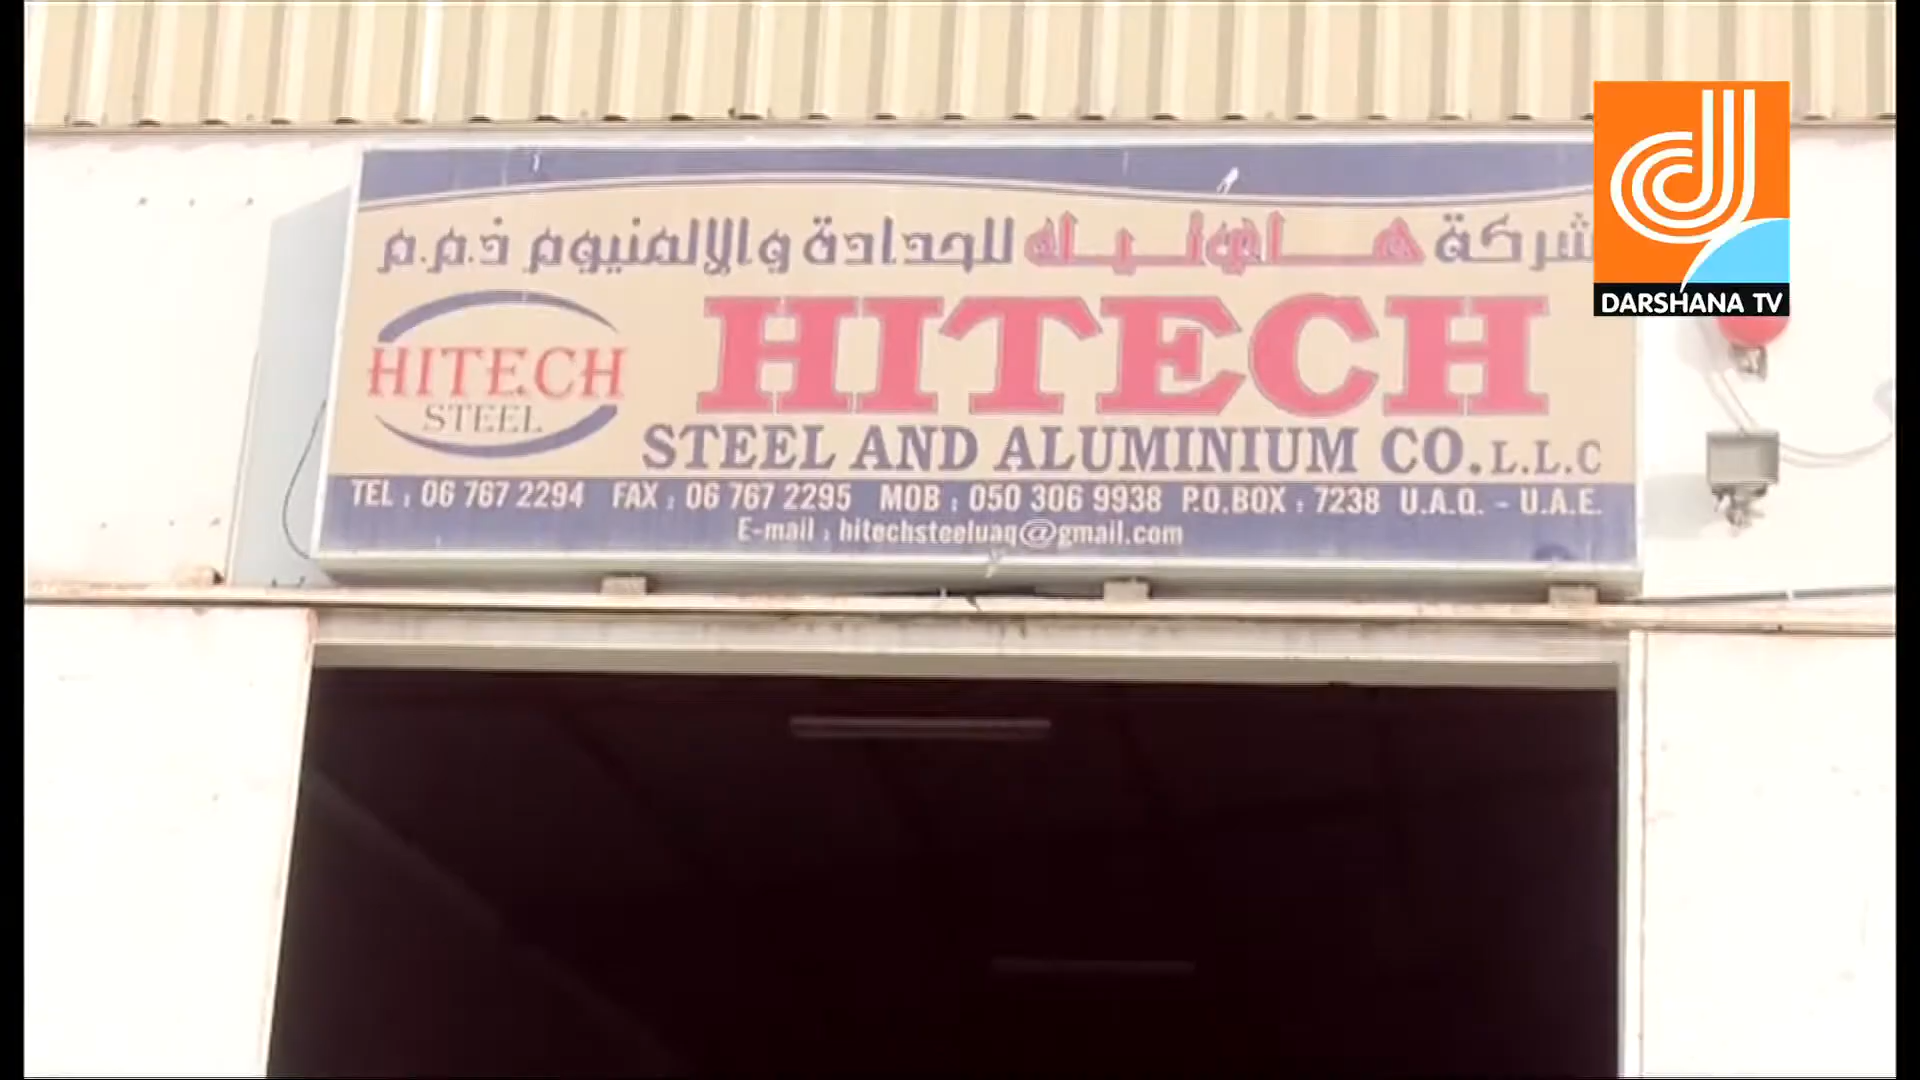 شركة هاي تيك للحدادة والالمنيوم ذ.م.م
HITECH
STEEL
HITECH
STEEL AND ALUMINIUM CO. L.L.C
TEL : 06 767 2294 FAX : 06 767 2295 MOB : 050 306 9938 P.O.BOX : 7238 U.A.Q. - U.A.E.
E-mail : hitechsteeluaq@gmail.com
DARSHANA TV